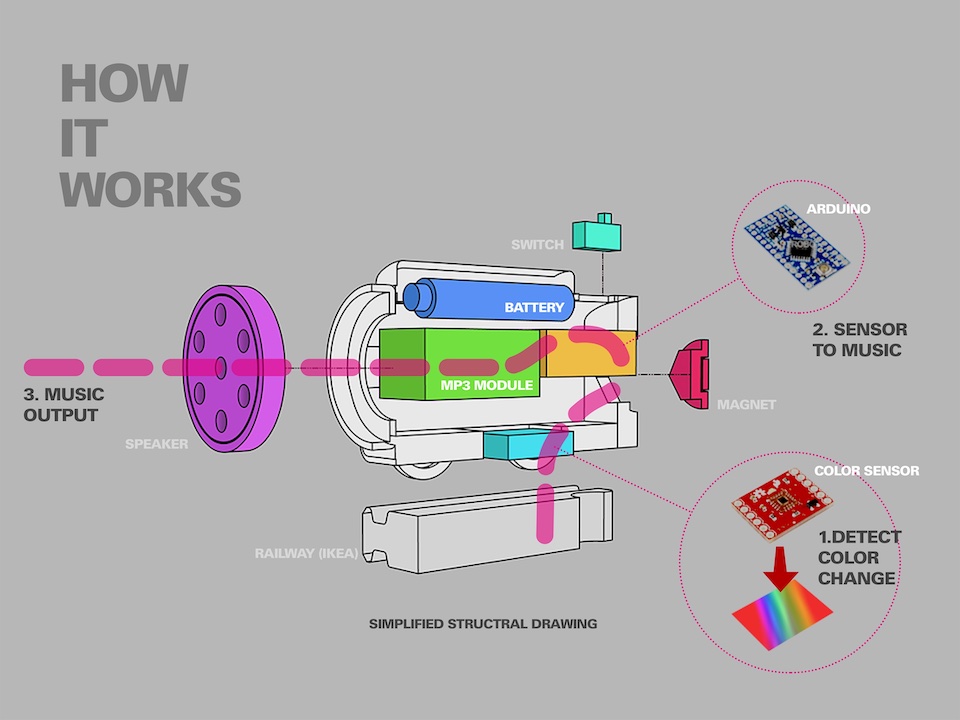 HOW
IT
WORKS
ARDUINO
SWITCH
BATTERY
2. SENSOR
TO MUSIC
MP3 MODULE
3. MUSIC
OUTPUT
MAGNET
SPEAKER
COLOR SENSOR
1.DETECT
COLOR
CHANGE
RAILWAY (IKEA)
SIMPLIFIED STRUCTRAL DRAWING